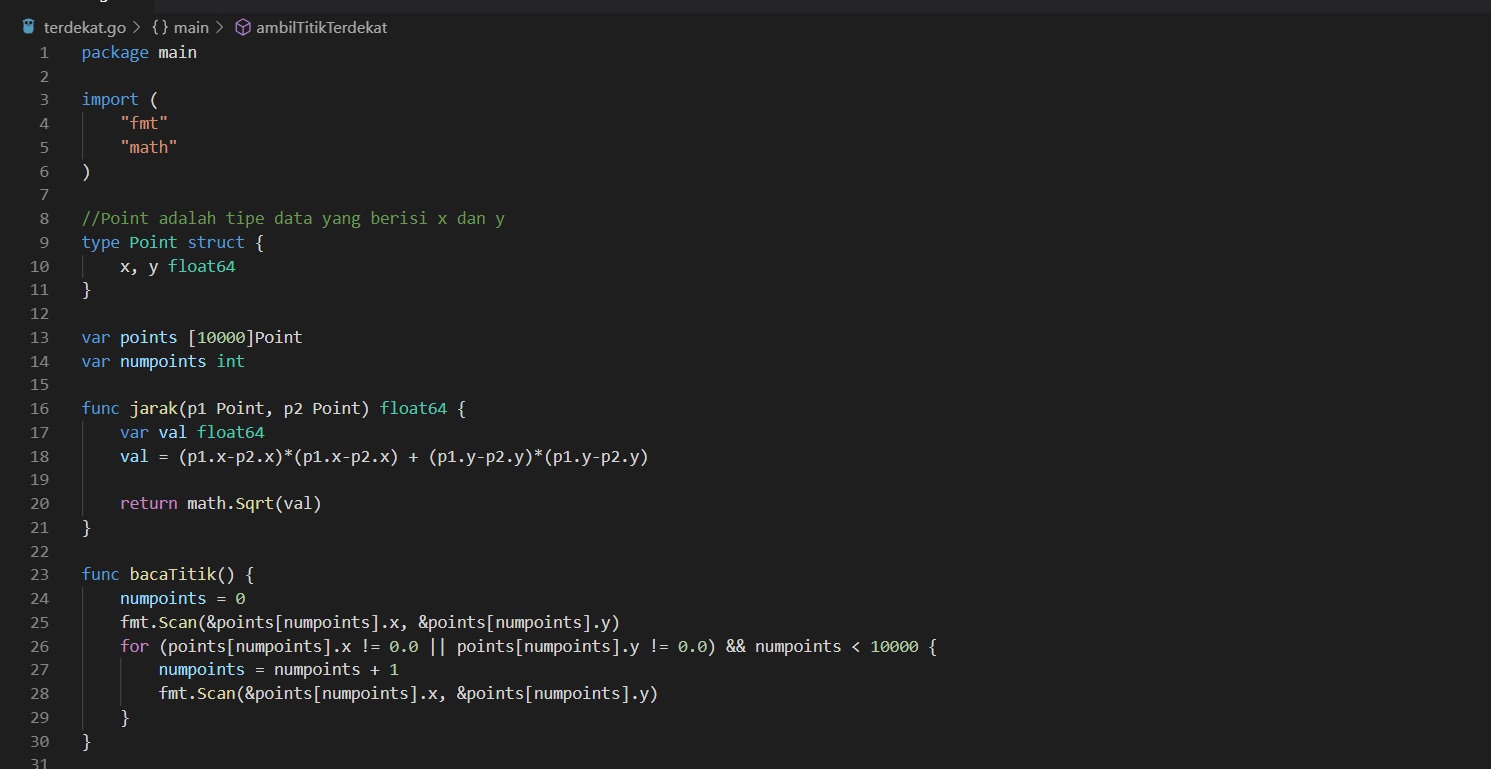 terdekat.go > {} main > ambilTitikTerdekat
1 package main
2
3 import (
4 "fmt"
5 "math"
6 )
7
8 //Point adalah tipe data yang berisi x dan y
9 type Point struct {
10 x, y float64
11 }
12
13 var points [10000]Point
14 var numpoints int
15
16 func jarak(p1 Point, p2 Point) float64 {
17 var val float64
18 val = (p1.x-p2.x)*(p1.x-p2.x) + (p1.y-p2.y)*(p1.y-p2.y)
19
20 return math.Sqrt(val)
21 }
22
23 func bacaTitik() {
24 numpoints = 0
25 fmt.Scan(&points[numpoints].x, &points[numpoints].y)
26 for (points[numpoints].x != 0.0 || points[numpoints].y != 0.0) && numpoints < 10000 {
27 numpoints = numpoints + 1
28 fmt.Scan(&points[numpoints].x, &points[numpoints].y)
29 }
30 }
31